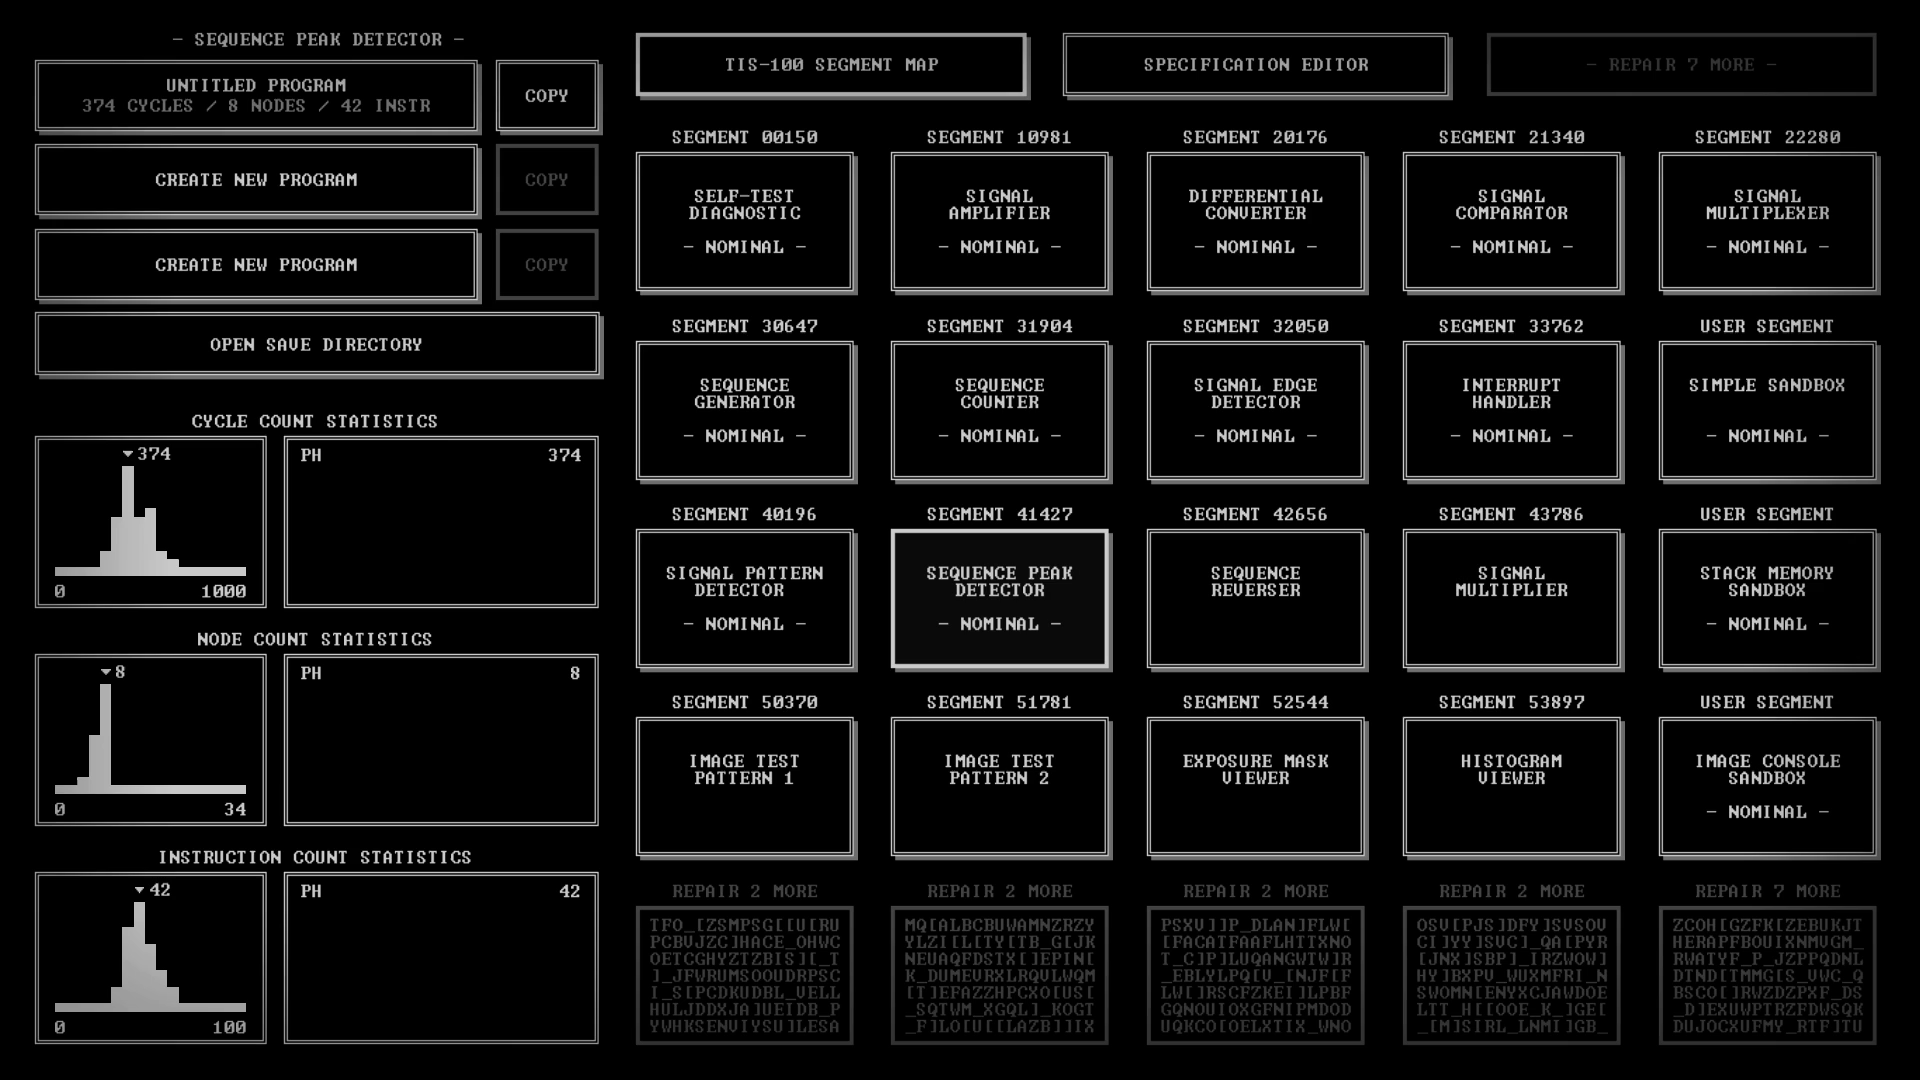 — SEQUENCE PEAK DETECTOR —
UNTITLED PROGRAM
374 CYCLES / 8 NODES / 42 INSTR
COPY
CREATE NEW PROGRAM
COPY
CREATE NEW PROGRAM
COPY
OPEN SAVE DIRECTORY
CYCLE COUNT STATISTICS
374
0
1000
PH
374
NODE COUNT STATISTICS
8
0
34
PH
8
INSTRUCTION COUNT STATISTICS
42
0
100
PH
42
TIS-100 SEGMENT MAP
SPECIFICATION EDITOR
— REPAIR 7 MORE —
SEGMENT 00150
SELF-TEST
DIAGNOSTIC
— NOMINAL —
SEGMENT 10981
SIGNAL
AMPLIFIER
— NOMINAL —
SEGMENT 20176
DIFFERENTIAL
CONVERTER
— NOMINAL —
SEGMENT 21340
SIGNAL
COMPARATOR
— NOMINAL —
SEGMENT 22280
SIGNAL
MULTIPLEXER
— NOMINAL —
SEGMENT 30647
SEQUENCE
GENERATOR
— NOMINAL —
SEGMENT 31904
SEQUENCE
COUNTER
— NOMINAL —
SEGMENT 32050
SIGNAL EDGE
DETECTOR
— NOMINAL —
SEGMENT 33762
INTERRUPT
HANDLER
— NOMINAL —
USER SEGMENT
SIMPLE SANDBOX
— NOMINAL —
SEGMENT 40196
SIGNAL PATTERN
DETECTOR
— NOMINAL —
SEGMENT 41427
SEQUENCE PEAK
DETECTOR
— NOMINAL —
SEGMENT 42656
SEQUENCE
REVERSER
SEGMENT 43786
SIGNAL
MULTIPLIER
USER SEGMENT
STACK MEMORY
SANDBOX
— NOMINAL —
SEGMENT 50370
IMAGE TEST
PATTERN 1
SEGMENT 51781
IMAGE TEST
PATTERN 2
SEGMENT 52544
EXPOSURE MASK
VIEWER
SEGMENT 53897
HISTOGRAM
VIEWER
USER SEGMENT
IMAGE CONSOLE
SANDBOX
— NOMINAL —
REPAIR 2 MORE
REPAIR 2 MORE
REPAIR 2 MORE
REPAIR 2 MORE
REPAIR 7 MORE